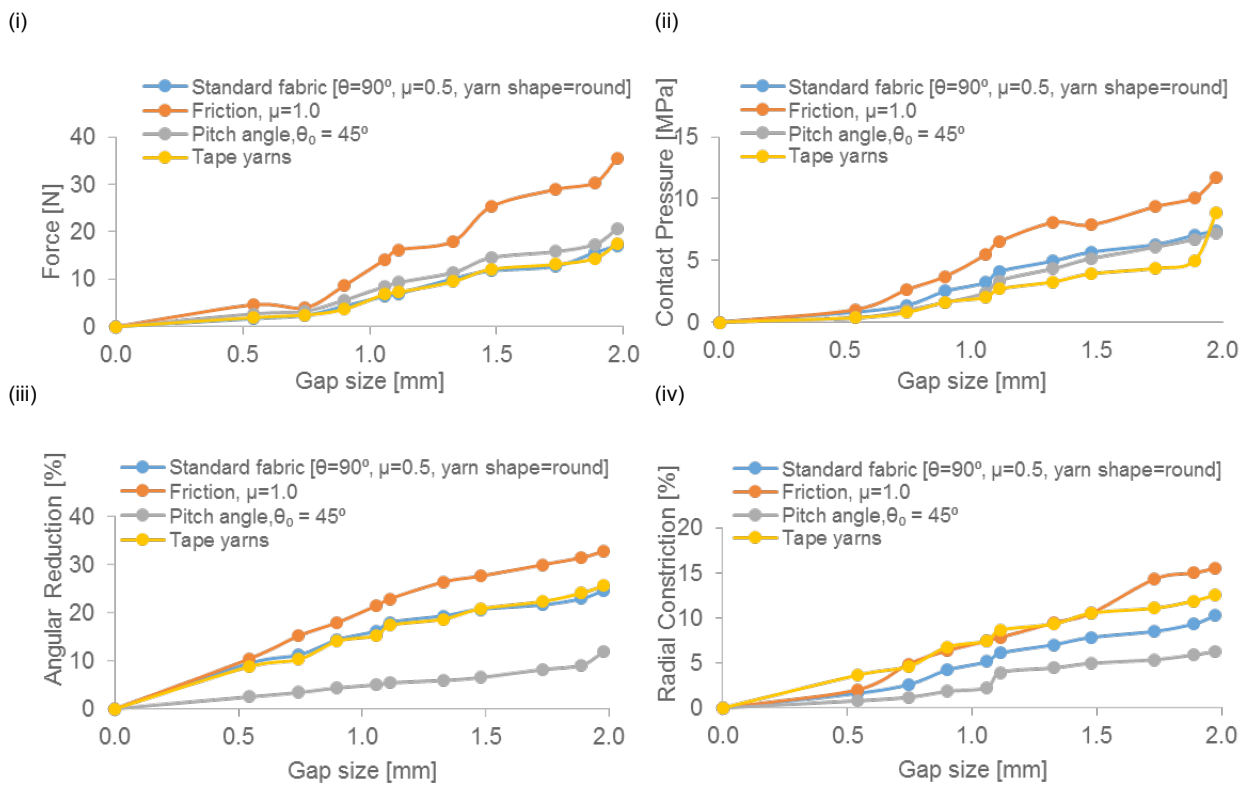 (i)
Standard fabric [θ=90º, µ=0.5, yarn shape=round]
Friction, µ=1.0
Pitch angle,θ₀ = 45º
Tape yarns
Force [N]
40
30
20
10
0
0.0 0.5 1.0 1.5 2.0
Gap size [mm]
(ii)
Standard fabric [θ=90º, µ=0.5, yarn shape=round]
Friction, µ=1.0
Pitch angle,θ₀ = 45º
Tape yarns
Contact Pressure [MPa]
15
10
5
0
0.0 0.5 1.0 1.5 2.0
Gap size [mm]
(iii)
Standard fabric [θ=90º, µ=0.5, yarn shape=round]
Friction, µ=1.0
Pitch angle,θ₀ = 45º
Tape yarns
Angular Reduction [%]
40
30
20
10
0
0.0 0.5 1.0 1.5 2.0
Gap size [mm]
(iv)
Standard fabric [θ=90º, µ=0.5, yarn shape=round]
Friction, µ=1.0
Pitch angle,θ₀ = 45º
Tape yarns
Radial Constriction [%]
20
15
10
5
0
0.0 0.5 1.0 1.5 2.0
Gap size [mm]